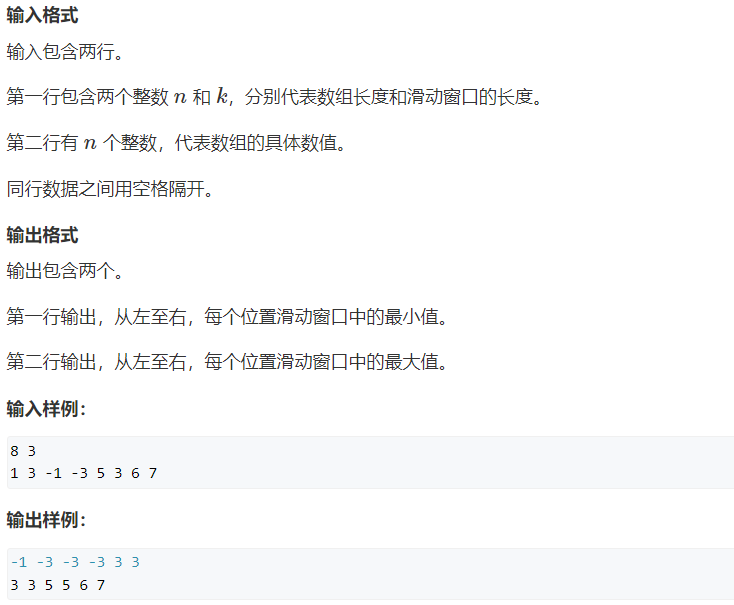 输入格式
输入包含两行。
第一行包含两个整数 n 和 k，分别代表数组长度和滑动窗口的长度。
第二行有 n 个整数，代表数组的具体数值。
同行数据之间用空格隔开。
输出格式
输出包含两个。
第一行输出，从左至右，每个位置滑动窗口中的最小值。
第二行输出，从左至右，每个位置滑动窗口中的最大值。
输入样例：
8 3
1 3 -1 -3 5 3 6 7
输出样例：
-1 -3 -3 -3 3 3
3 3 5 5 6 7